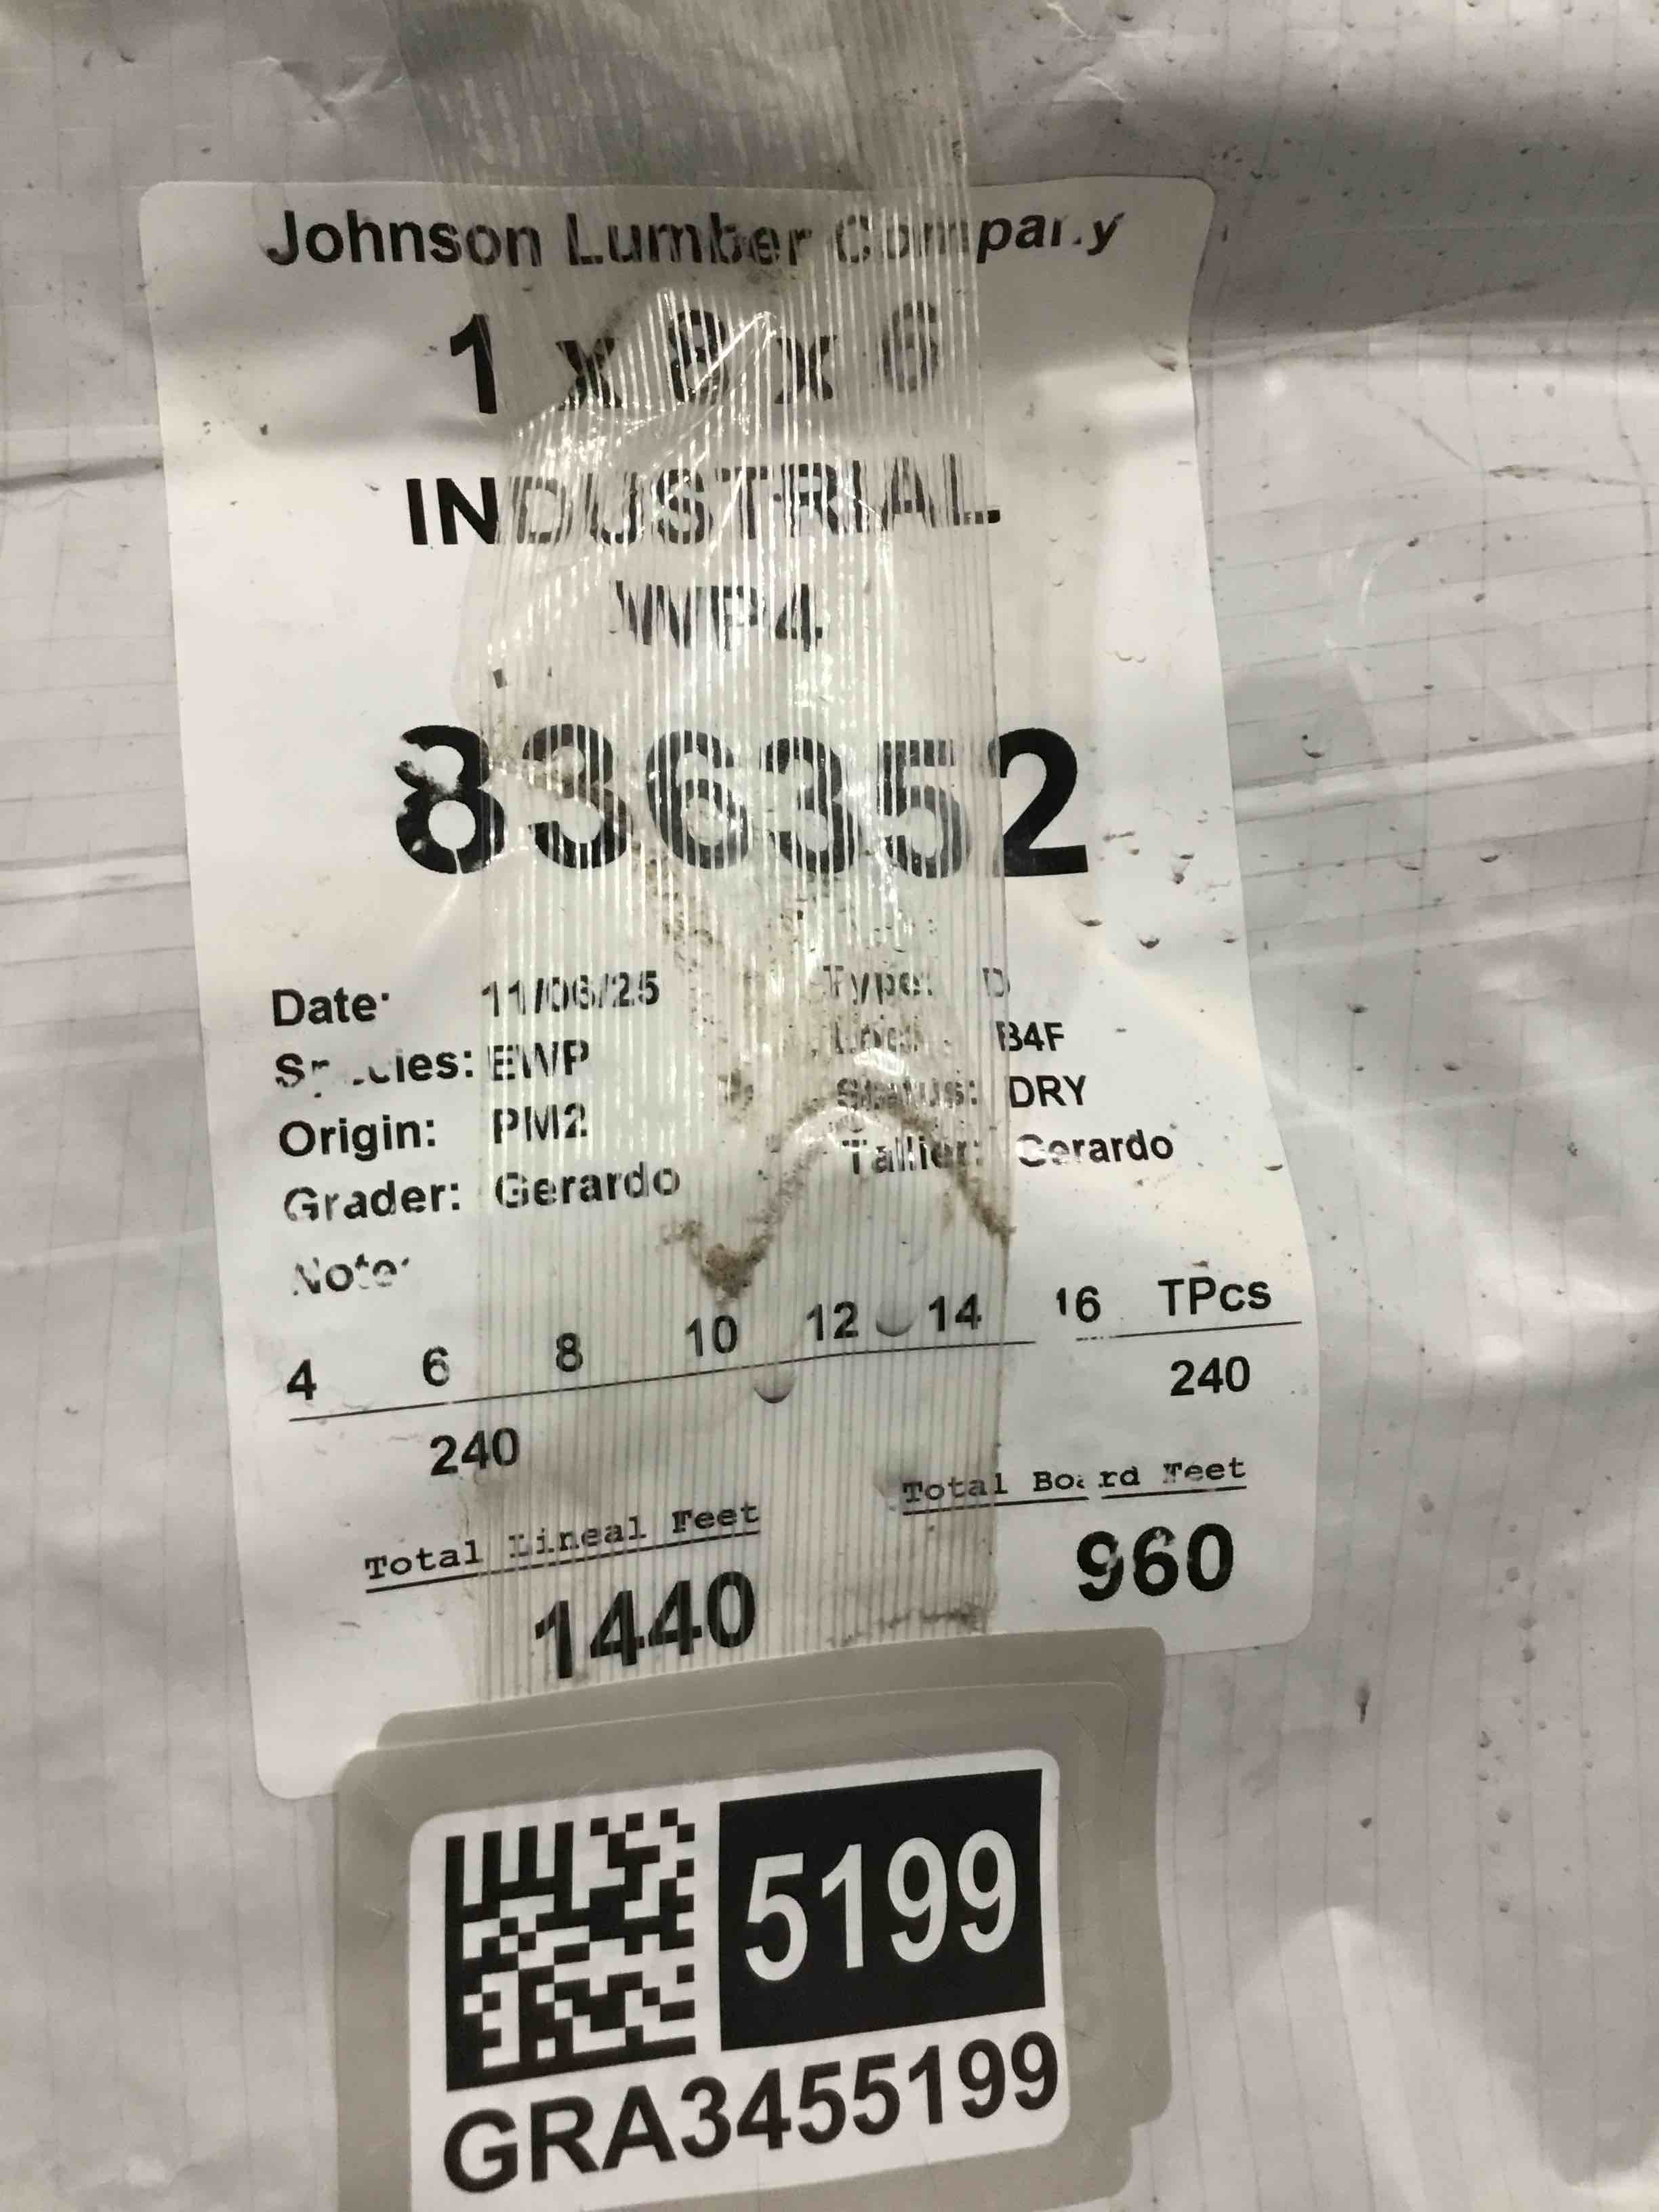 Johnson Lumber Company
1 x 8 x 6
INDUSTRIAL
WP4
836352
Date: 11/06/25 Type: D
Species: EWP B4F
Origin: PM2 Status: DRY
Grader: Gerardo Tallier: Gerardo
Note:
4 6 8 10 12 14 16 TPcs
240 240
Total Lineal Feet Total Board Feet
1440 960
5199
GRA3455199